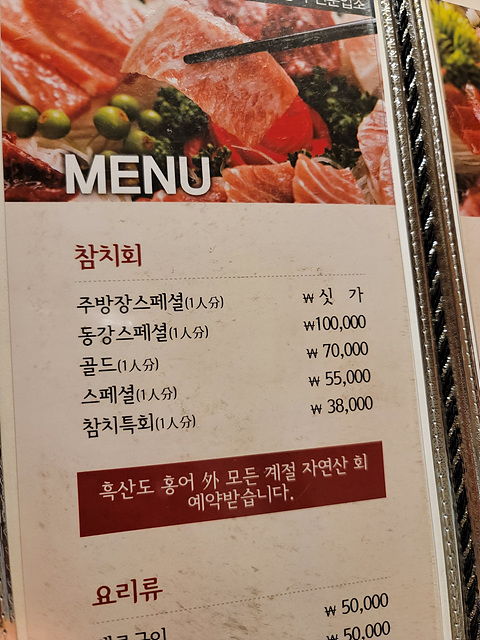 MENU
참치회
주방장스페셜(1人分) ₩ 싯 가
동강스페셜(1人分) ₩100,000
골드(1人分) ₩ 70,000
스페셜(1人分) ₩ 55,000
참치특회(1人分) ₩ 38,000
흑산도 홍어 外 모든 계절 자연산 회
예약받습니다.
요리류
₩ 50,000
₩ 50,000